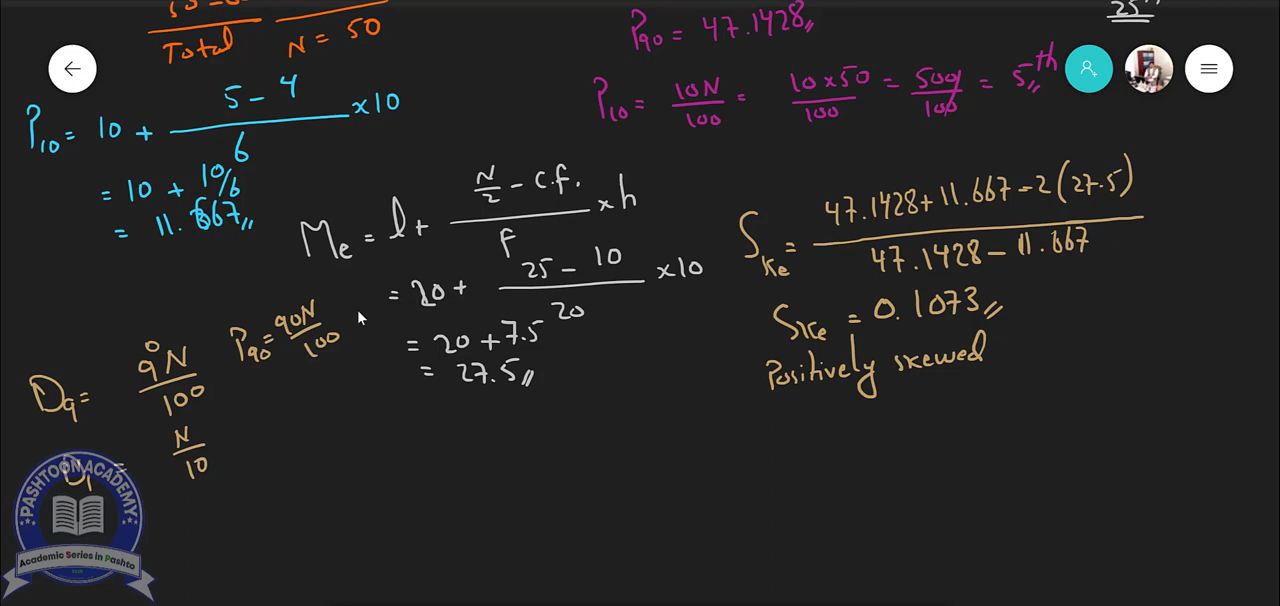 Total
N = 50
P90 = 47.1428
25
P10 = 10N/100 = 10x50/100 = 500/100 = 5th
P10 = 10 + 5 - 4/6 x10
= 10 + 10/6
= 11.667
Me = l + N/2 - c.f./f x h
= 20 + 25 - 10/20 x10
= 20 + 7.5
= 27.5
Ske = 47.1428 + 11.667 - 2(27.5)/47.1428 - 11.667
Ske = 0.1073
Positively skewed
P90 = 90N/100
D9 = 90N/100
D1 = N/10
PASHTOON ACADEMY
Academic Series in Pashto